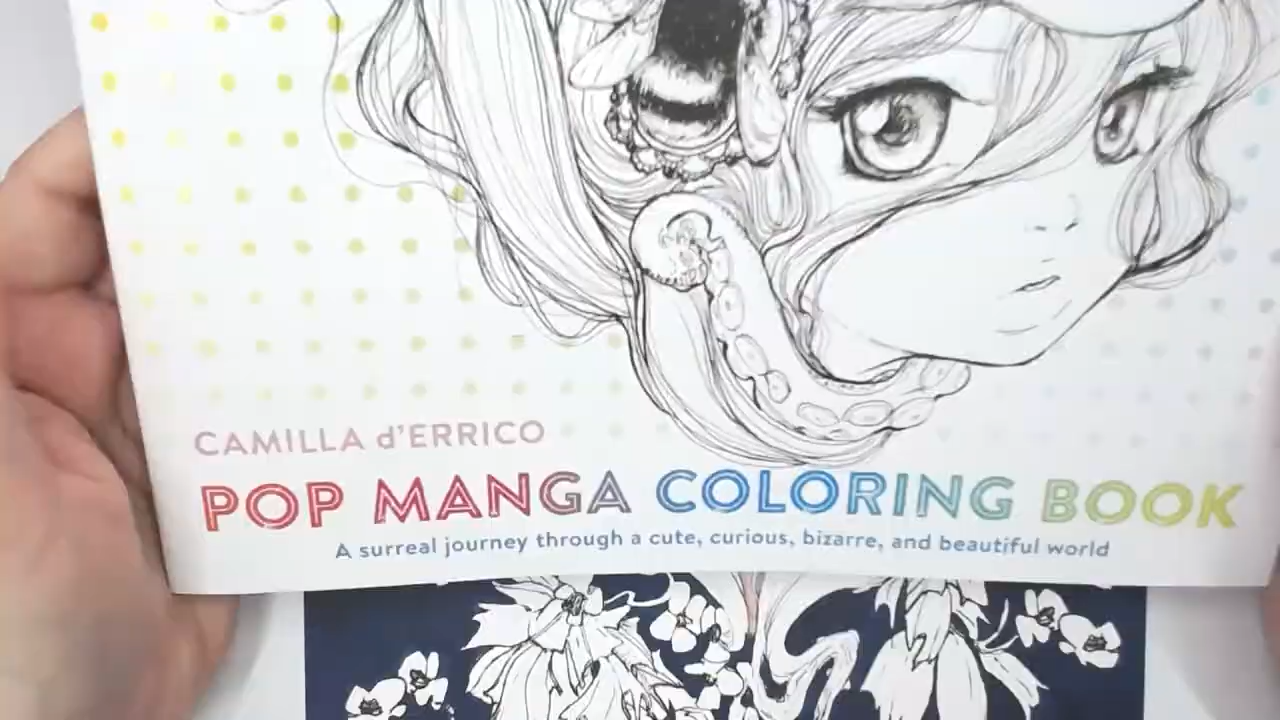 CAMILLA d'ERRICO
POP MANGA COLORING BOOK
A surreal journey through a cute, curious, bizarre, and beautiful world